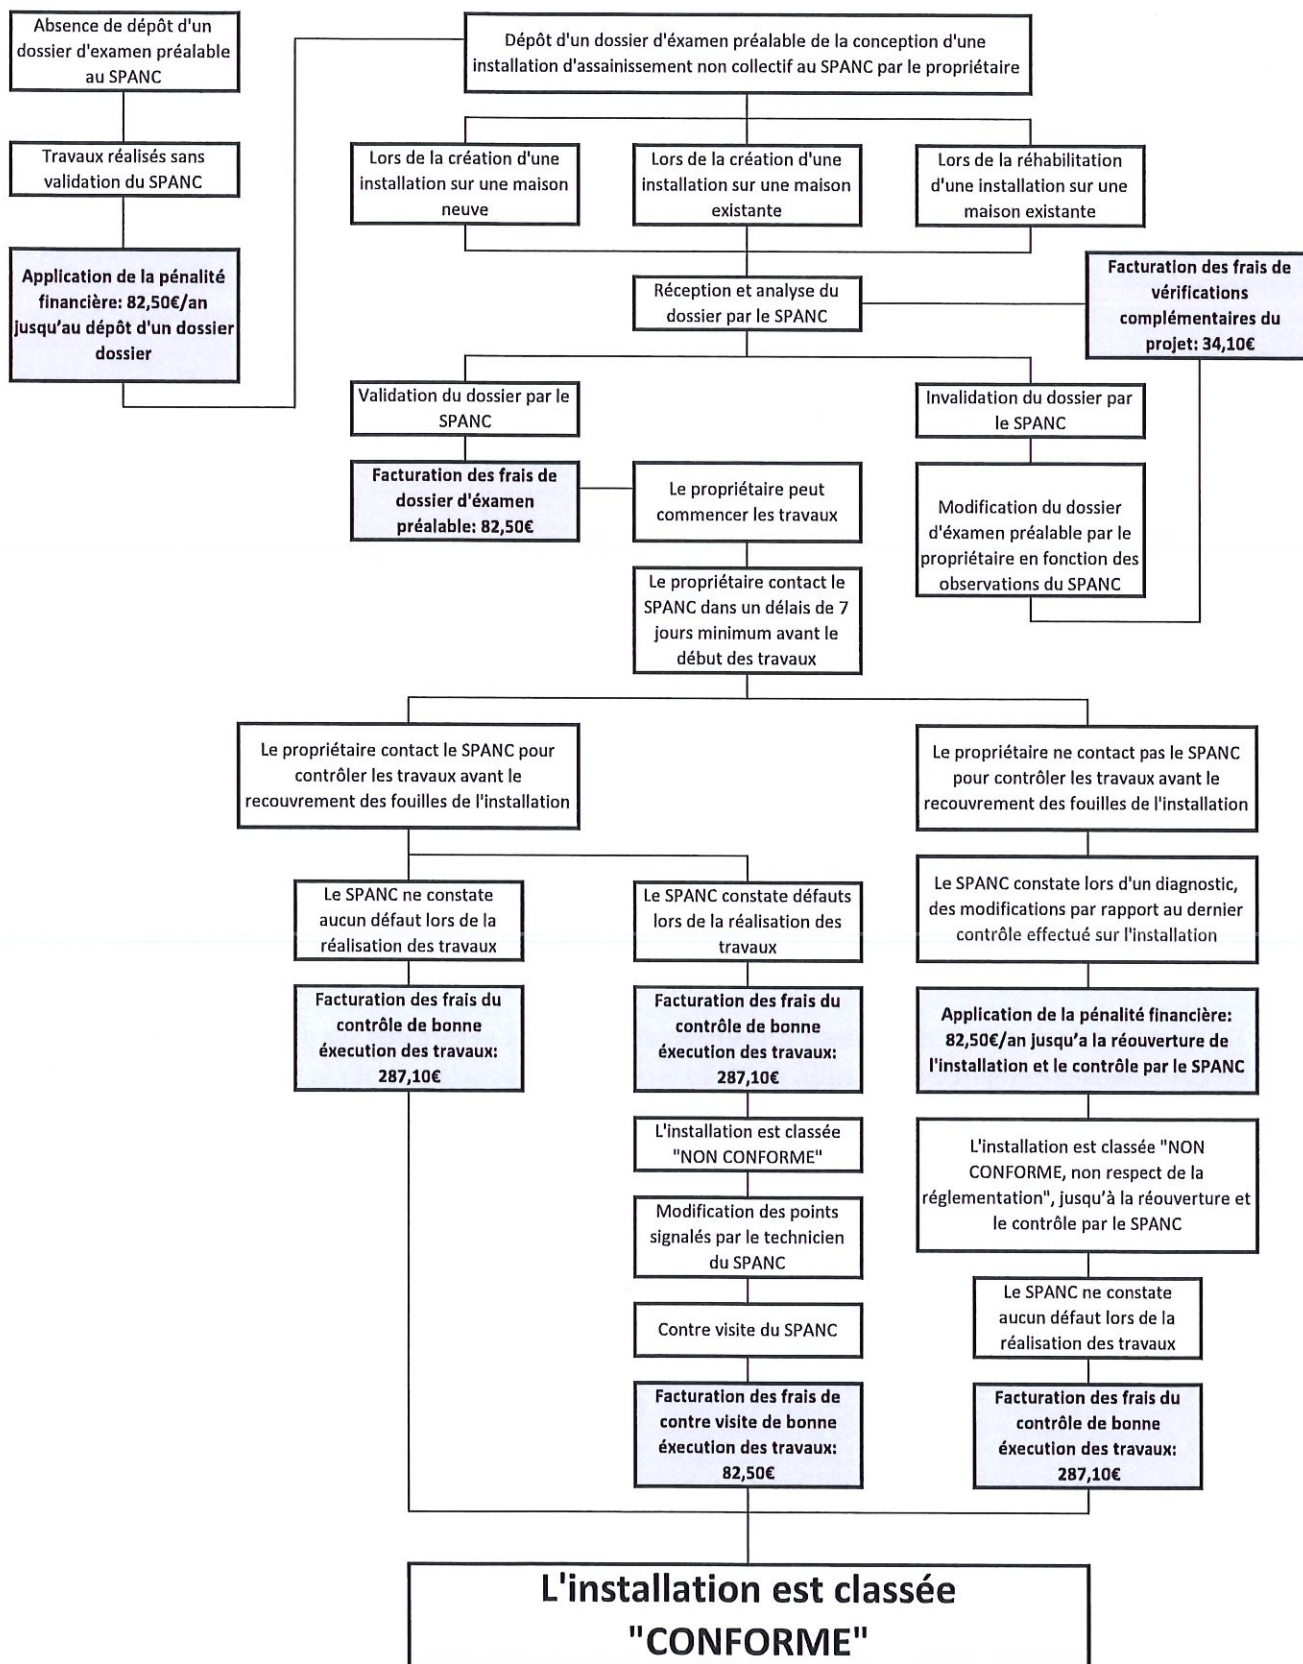 Absence de dépôt d'un
dossier d'examen préalable
au SPANC
Dépôt d'un dossier d'éxamen préalable de la conception d'une
installation d'assainissement non collectif au SPANC par le propriétaire
Travaux réalisés sans
validation du SPANC
Lors de la création d'une
installation sur une maison
neuve
Lors de la création d'une
installation sur une maison
existante
Lors de la réhabilitation
d'une installation sur une
maison existante
Application de la pénalité
financière: 82,50€/an
jusqu'au dépôt d'un dossier
dossier
Réception et analyse du
dossier par le SPANC
Facturation des frais de
vérifications
complémentaires du
projet: 34,10€
Validation du dossier par le
SPANC
Invalidation du dossier par
le SPANC
Facturation des frais de
dossier d'éxamen
préalable: 82,50€
Le propriétaire peut
commencer les travaux
Modification du dossier
d'éxamen préalable par le
propriétaire en fonction des
observations du SPANC
Le propriétaire contact le
SPANC dans un délais de 7
jours minimum avant le
début des travaux
Le propriétaire contact le SPANC pour
contrôler les travaux avant le
recouvrement des fouilles de l'installation
Le propriétaire ne contact pas le SPANC
pour contrôler les travaux avant le
recouvrement des fouilles de l'installation
Le SPANC ne constate
aucun défaut lors de la
réalisation des travaux
Le SPANC constate défauts
lors de la réalisation des
travaux
Le SPANC constate lors d'un diagnostic,
des modifications par rapport au dernier
contrôle effectué sur l'installation
Facturation des frais du
contrôle de bonne
éxecution des travaux:
287,10€
Facturation des frais du
contrôle de bonne
éxecution des travaux:
287,10€
Application de la pénalité financière:
82,50€/an jusqu'a la réouverture de
l'installation et le contrôle par le SPANC
L'installation est classée
"NON CONFORME"
L'installation est classée "NON
CONFORME, non respect de la
réglementation", jusqu'à la réouverture et
le contrôle par le SPANC
Modification des points
signalés par le technicien
du SPANC
Contre visite du SPANC
Le SPANC ne constate
aucun défaut lors de la
réalisation des travaux
Facturation des frais de
contre visite de bonne
éxecution des travaux:
82,50€
Facturation des frais du
contrôle de bonne
éxecution des travaux:
287,10€
L'installation est classée
"CONFORME"